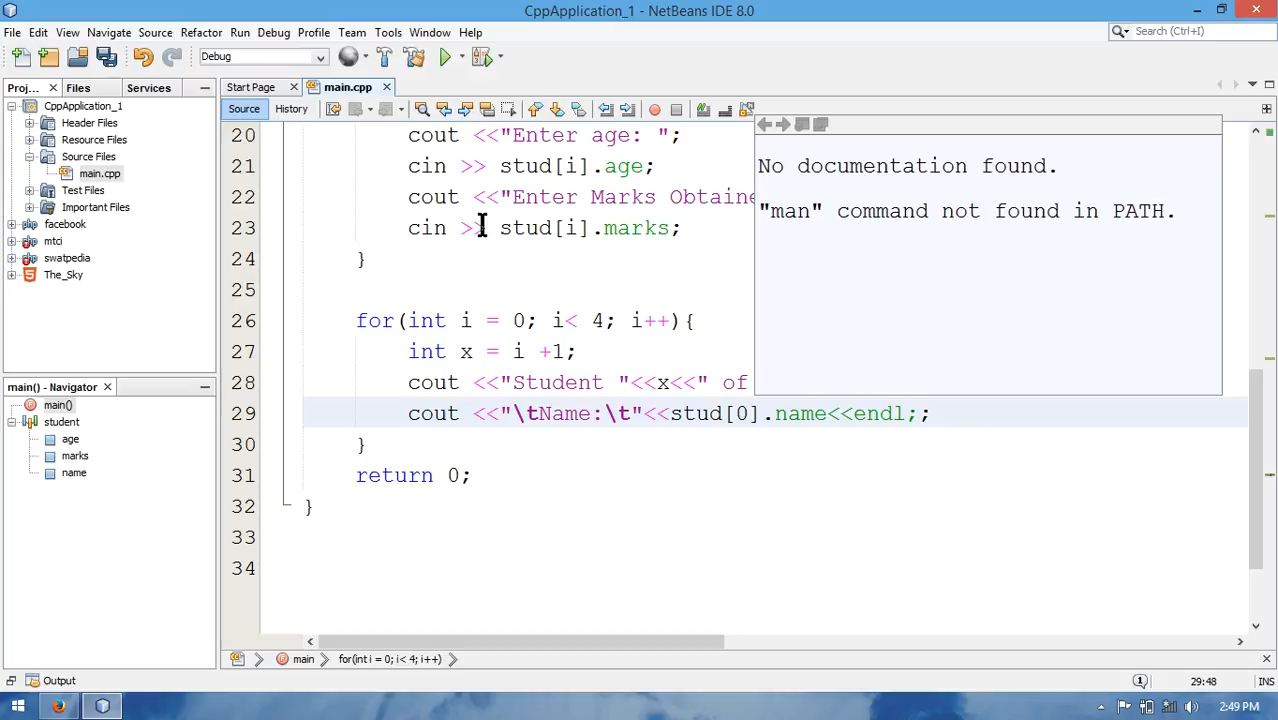 CppApplication_1 - NetBeans IDE 8.0
File Edit View Navigate Source Refactor Run Debug Profile Team Tools Window Help
Search (Ctrl+I)
Debug
Proj... Files Services
Start Page main.cpp
CppApplication_1
Header Files
Resource Files
Source Files
main.cpp
Test Files
Important Files
facebook
mtci
swatpedia
The_Sky
Source History
20 cout <<"Enter age: ";
21 cin >> stud[i].age;
22 cout <<"Enter Marks Obtaine
23 cin >> stud[i].marks;
24 }
25
26 for(int i = 0; i< 4; i++){
27 int x = i +1;
28 cout <<"Student "<<x<<" of
29 cout <<"\tName:\t"<<stud[0].name<<endl;;
30 }
31 return 0;
32 }
33
34
No documentation found.
"man" command not found in PATH.
main() - Navigator
main()
student
age
marks
name
main for(int i = 0; i< 4; i++)
Output
29:48 INS
2:49 PM